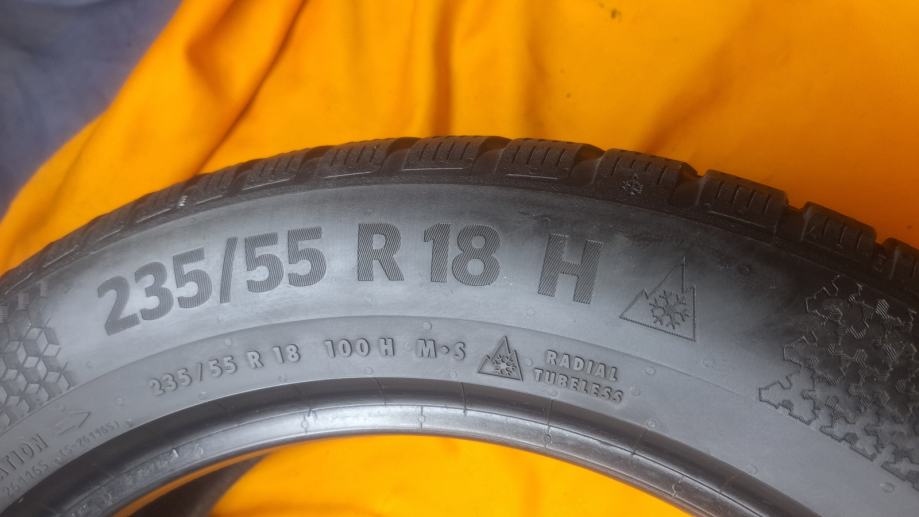 235/55 R 18 H
235/55 R 18 100 H M•S
RADIAL
TUBELESS